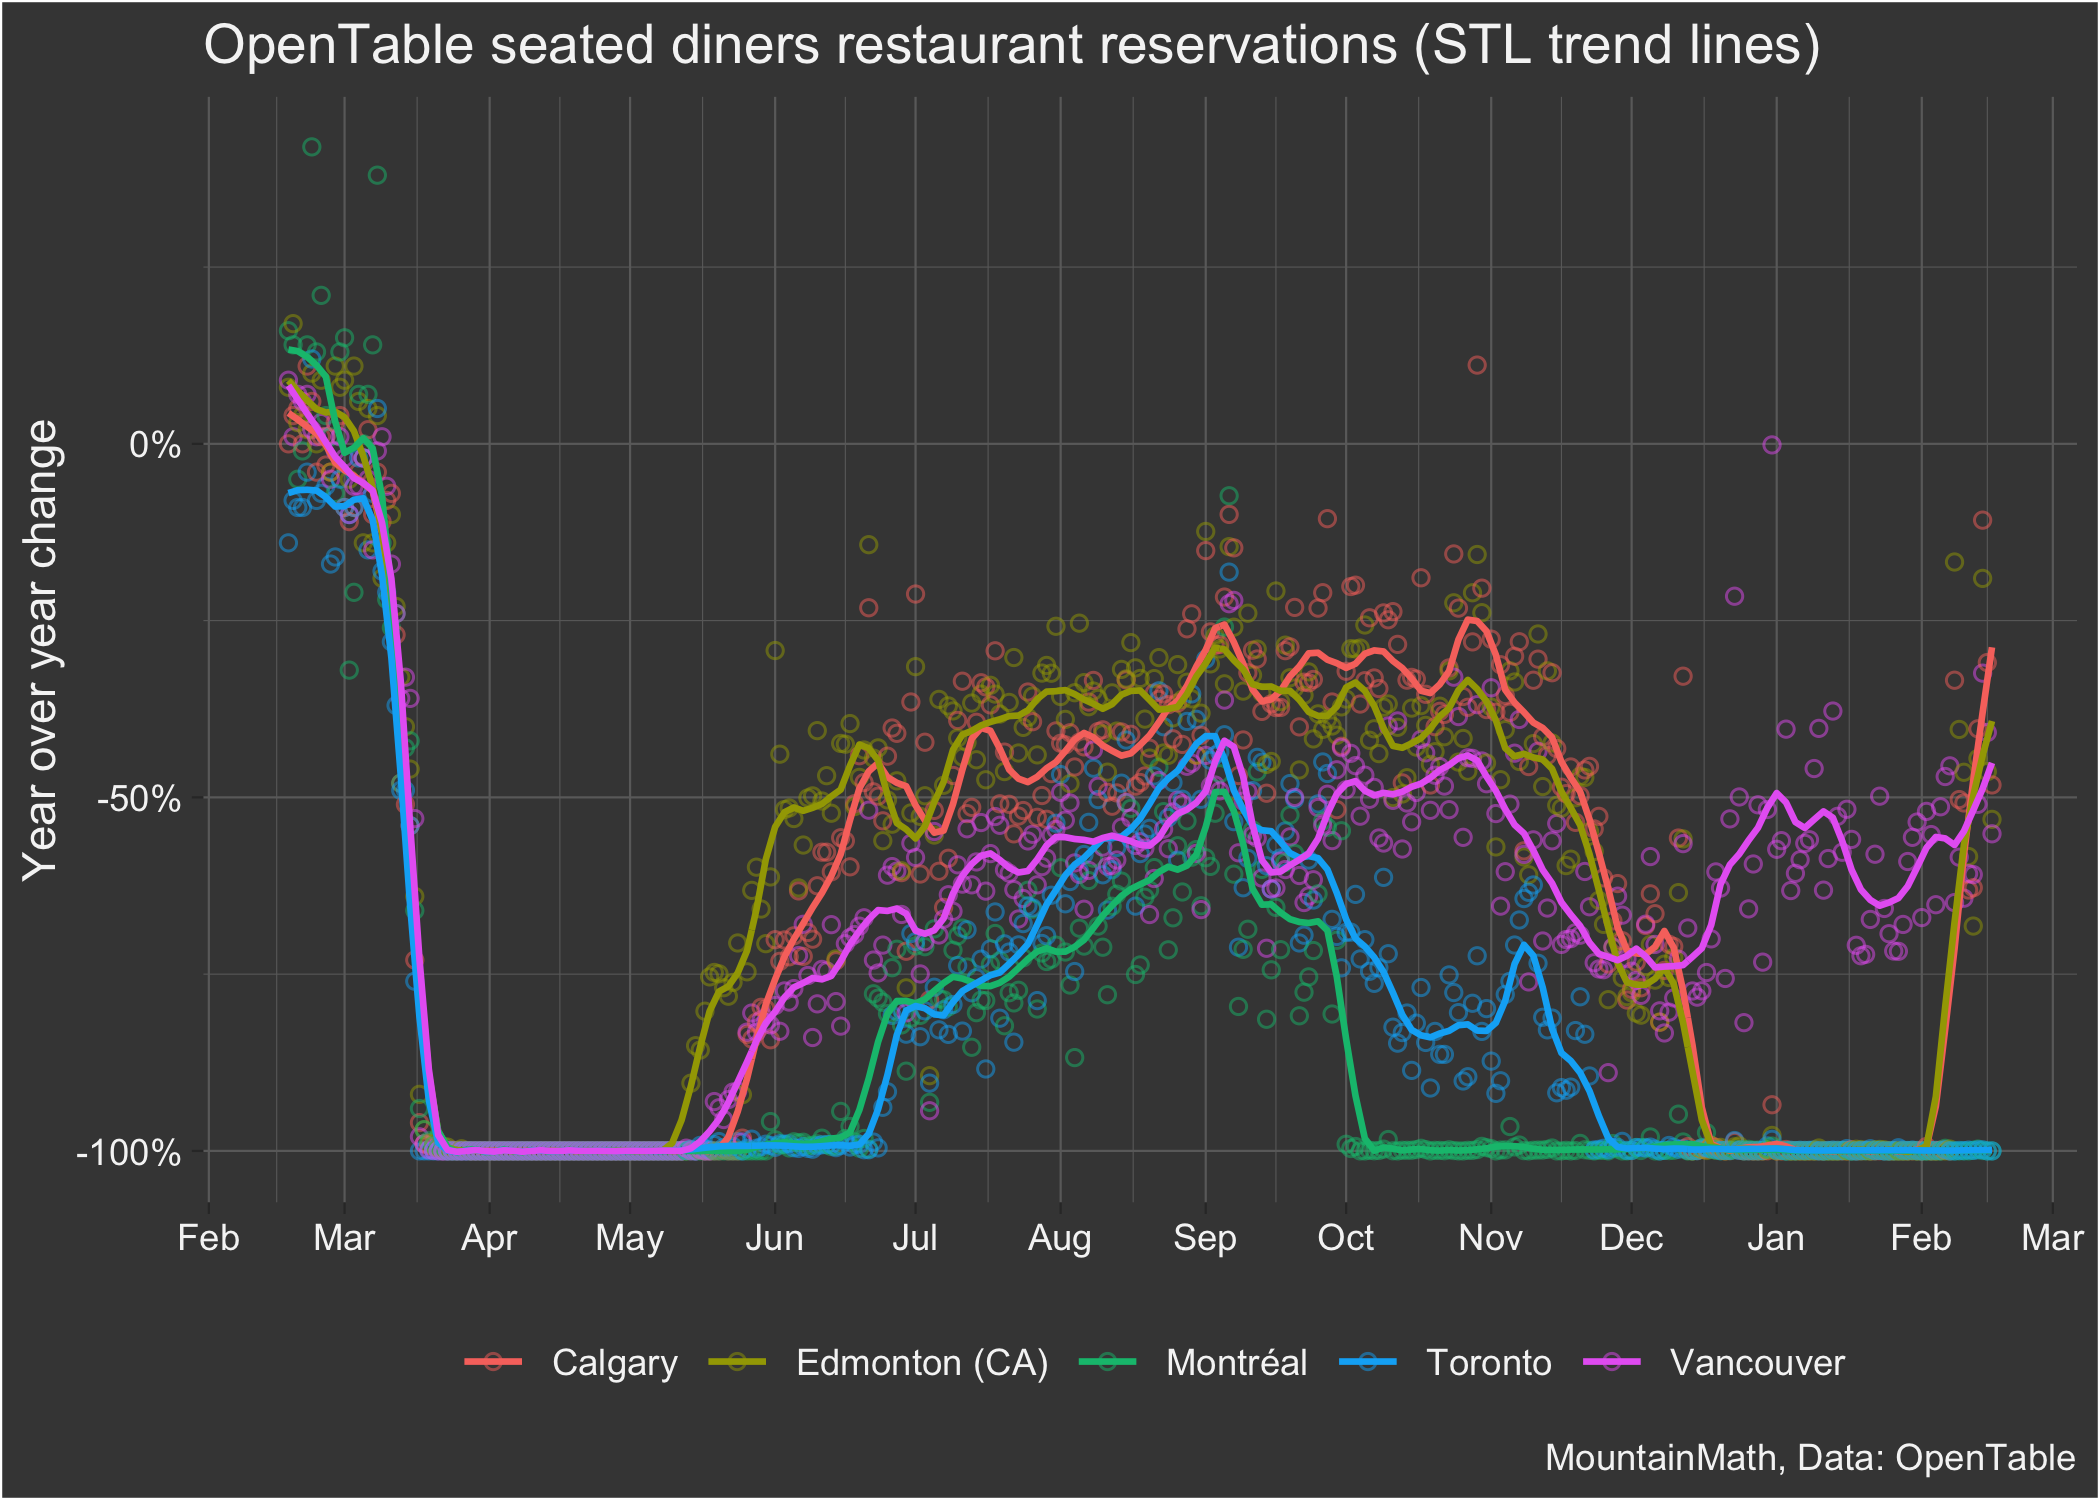 OpenTable seated diners restaurant reservations (STL trend lines)
Year over year change
0%
-50%
-100%
Feb Mar Apr May Jun Jul Aug Sep Oct Nov Dec Jan Feb Mar
Calgary Edmonton (CA) Montréal Toronto Vancouver
MountainMath, Data: OpenTable